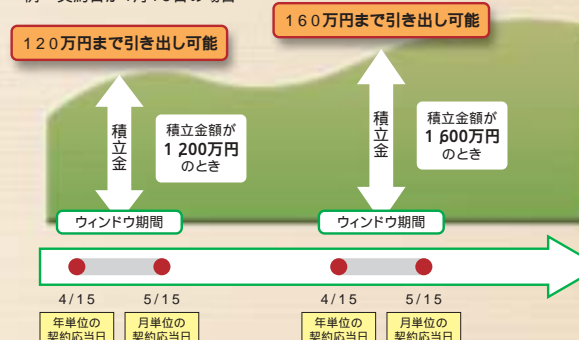 160万円まで引き出し可能
120万円まで引き出し可能
積立金
積立金額が
1,200万円
のとき
積立金
積立金額が
1,600万円
のとき
ウィンドウ期間
ウィンドウ期間
4/15
5/15
4/15
5/15
年単位の
契約応当日
月単位の
契約応当日
年単位の
契約応当日
月単位の
契約応当日